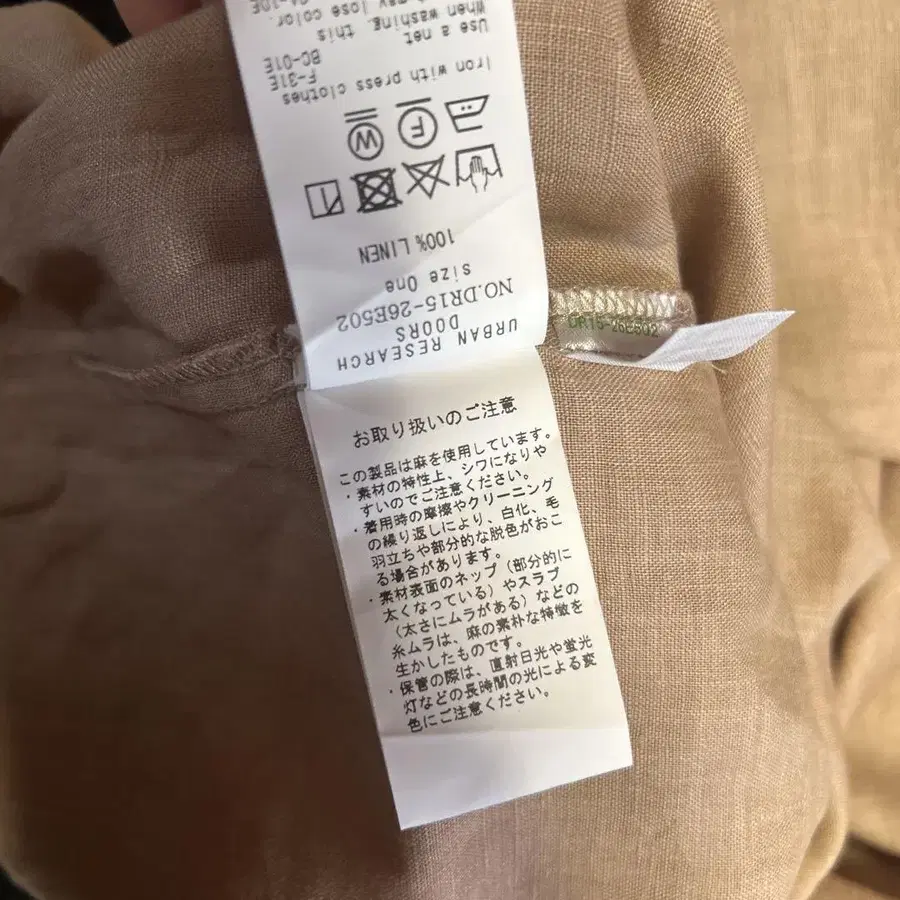 URBAN RESEARCH
DOORS
NO.DR15-26E502
size One
100% LINEN
W
F
Iron with press clothes
F-31E
BC-01E
Use a net
When washing, this
may lose color.
DR15-26E502
お取り扱いのご注意
この製品は麻を使用しています。
・素材の特性上、シワになりや
すいのでご注意ください。
・着用時の摩擦やクリーニング
の繰り返しにより、白化、毛
羽立ちや部分的な脱色がおこ
る場合があります。
・素材表面のネップ(部分的に
太くなっている)やスラブ
(太さにムラがある)などの
糸ムラは、麻の素朴な特徴を
生かしたものです。
・保管の際は、直射日光や蛍光
灯などの長時間の光による変
色にご注意ください。